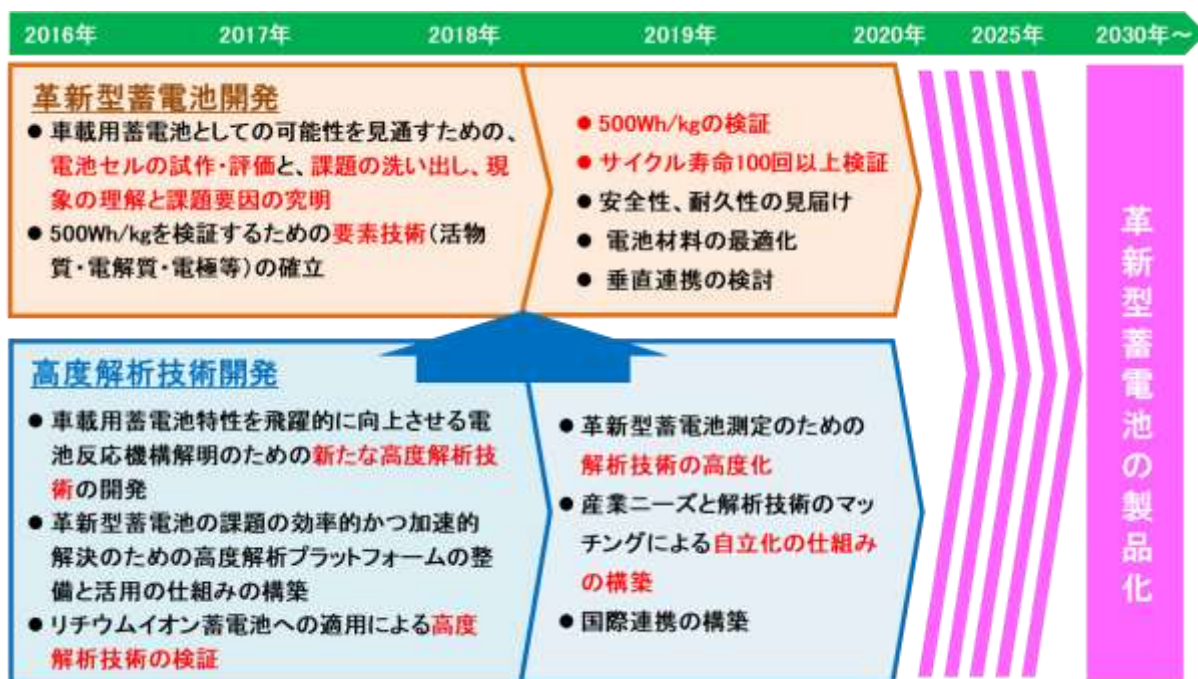 2016年 2017年 2018年 2019年 2020年 2025年 2030年～
革新型蓄電池開発
● 車載用蓄電池としての可能性を見通すための、
電池セルの試作・評価と、課題の洗い出し、現
象の理解と課題要因の究明
● 500Wh/kgを検証するための要素技術(活物
質・電解質・電極等)の確立
● 500Wh/kgの検証
● サイクル寿命100回以上検証
● 安全性、耐久性の見届け
● 電池材料の最適化
● 垂直連携の検討
高度解析技術開発
● 車載用蓄電池特性を飛躍的に向上させる電
池反応機構解明のための新たな高度解析技
術の開発
● 革新型蓄電池の課題の効率的かつ加速的
解決のための高度解析プラットフォームの整
備と活用の仕組みの構築
● リチウムイオン蓄電池への適用による高度
解析技術の検証
● 革新型蓄電池測定のための
解析技術の高度化
● 産業ニーズと解析技術のマッ
チングによる自立化の仕組み
の構築
● 国際連携の構築
革新型蓄電池の製品化